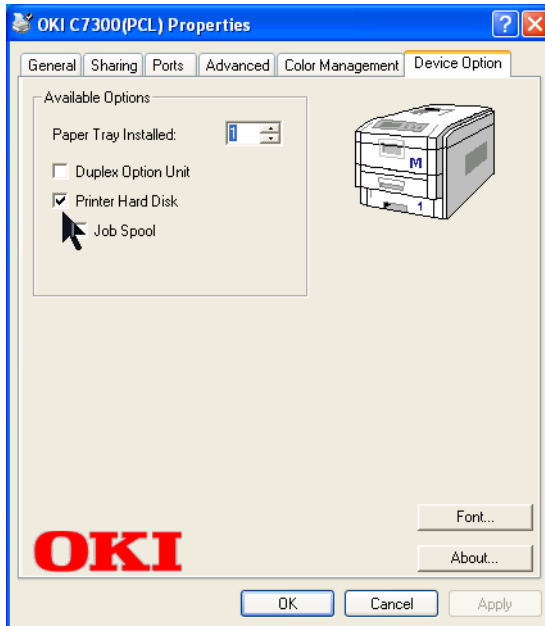 OKI C7300(PCL) Properties
General Sharing Ports Advanced Color Management Device Option
Available Options
Paper Tray Installed: 1
Duplex Option Unit
Printer Hard Disk
Job Spool
M
1
Font...
About...
OKI
OK Cancel Apply